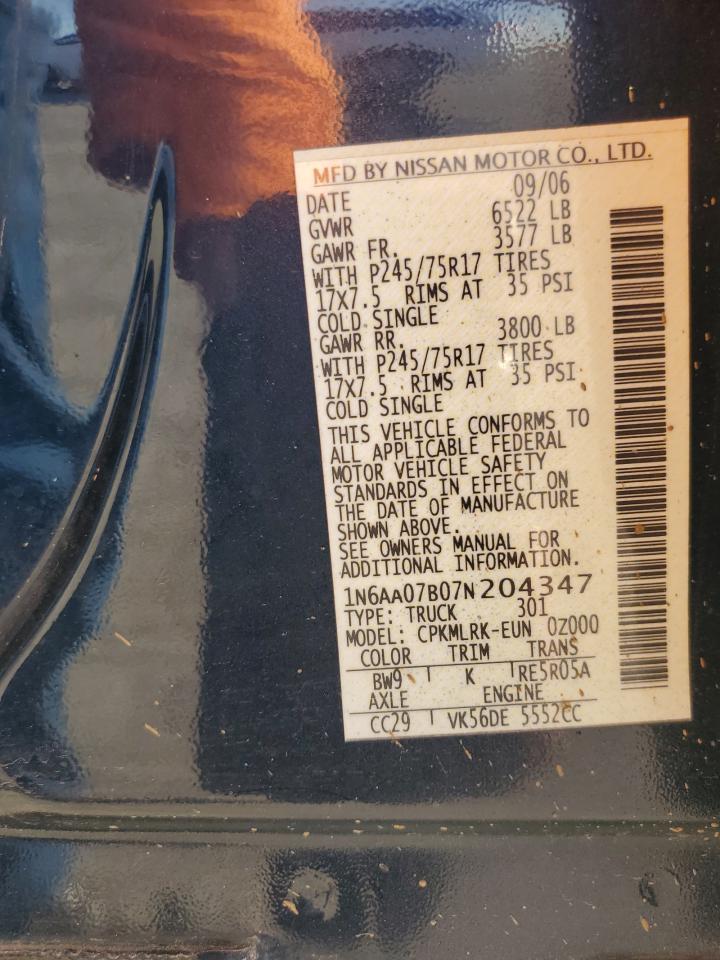 MFD BY NISSAN MOTOR CO., LTD.
DATE 09/06
GVWR 6522 LB
GAWR FR. 3577 LB
WITH P245/75R17 TIRES
17X7.5 RIMS AT 35 PSI
COLD SINGLE
GAWR RR. 3800 LB
WITH P245/75R17 TIRES
17X7.5 RIMS AT 35 PSI
COLD SINGLE
THIS VEHICLE CONFORMS TO
ALL APPLICABLE FEDERAL
MOTOR VEHICLE SAFETY
STANDARDS IN EFFECT ON
THE DATE OF MANUFACTURE
SHOWN ABOVE.
SEE OWNERS MANUAL FOR
ADDITIONAL INFORMATION.
1N6AA07B07N204347
TYPE: TRUCK 301
MODEL: CPKMLRK-EUN 0Z000
COLOR TRIM TRANS
BW9 K RE5R05A
AXLE ENGINE
CC29 VK56DE 5552CC